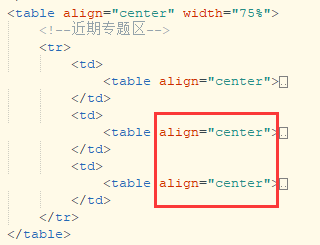 <table align="center" width="75%">
<!--近期专题区-->
<tr>
<td>
<table align="center">
</td>
<td>
<table align="center">
</td>
<td>
<table align="center">
</td>
</tr>
</table>